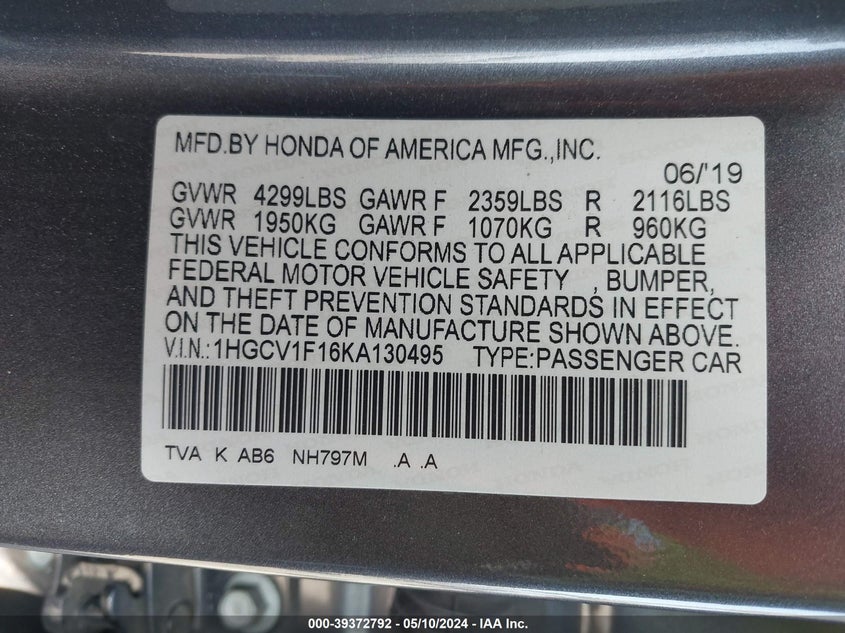 MFD.BY HONDA OF AMERICA MFG.,INC.
06/'19
GVWR 4299LBS GAWR F 2359LBS R 2116LBS
GVWR 1950KG GAWR F 1070KG R 960KG
THIS VEHICLE CONFORMS TO ALL APPLICABLE
FEDERAL MOTOR VEHICLE SAFETY , BUMPER,
AND THEFT PREVENTION STANDARDS IN EFFECT
ON THE DATE OF MANUFACTURE SHOWN ABOVE.
V.I.N.:1HGCV1F16KA130495 TYPE:PASSENGER CAR
TVA K AB6 NH797M .A .A
000-39372792 — 05/10/2024 — IAA Inc.